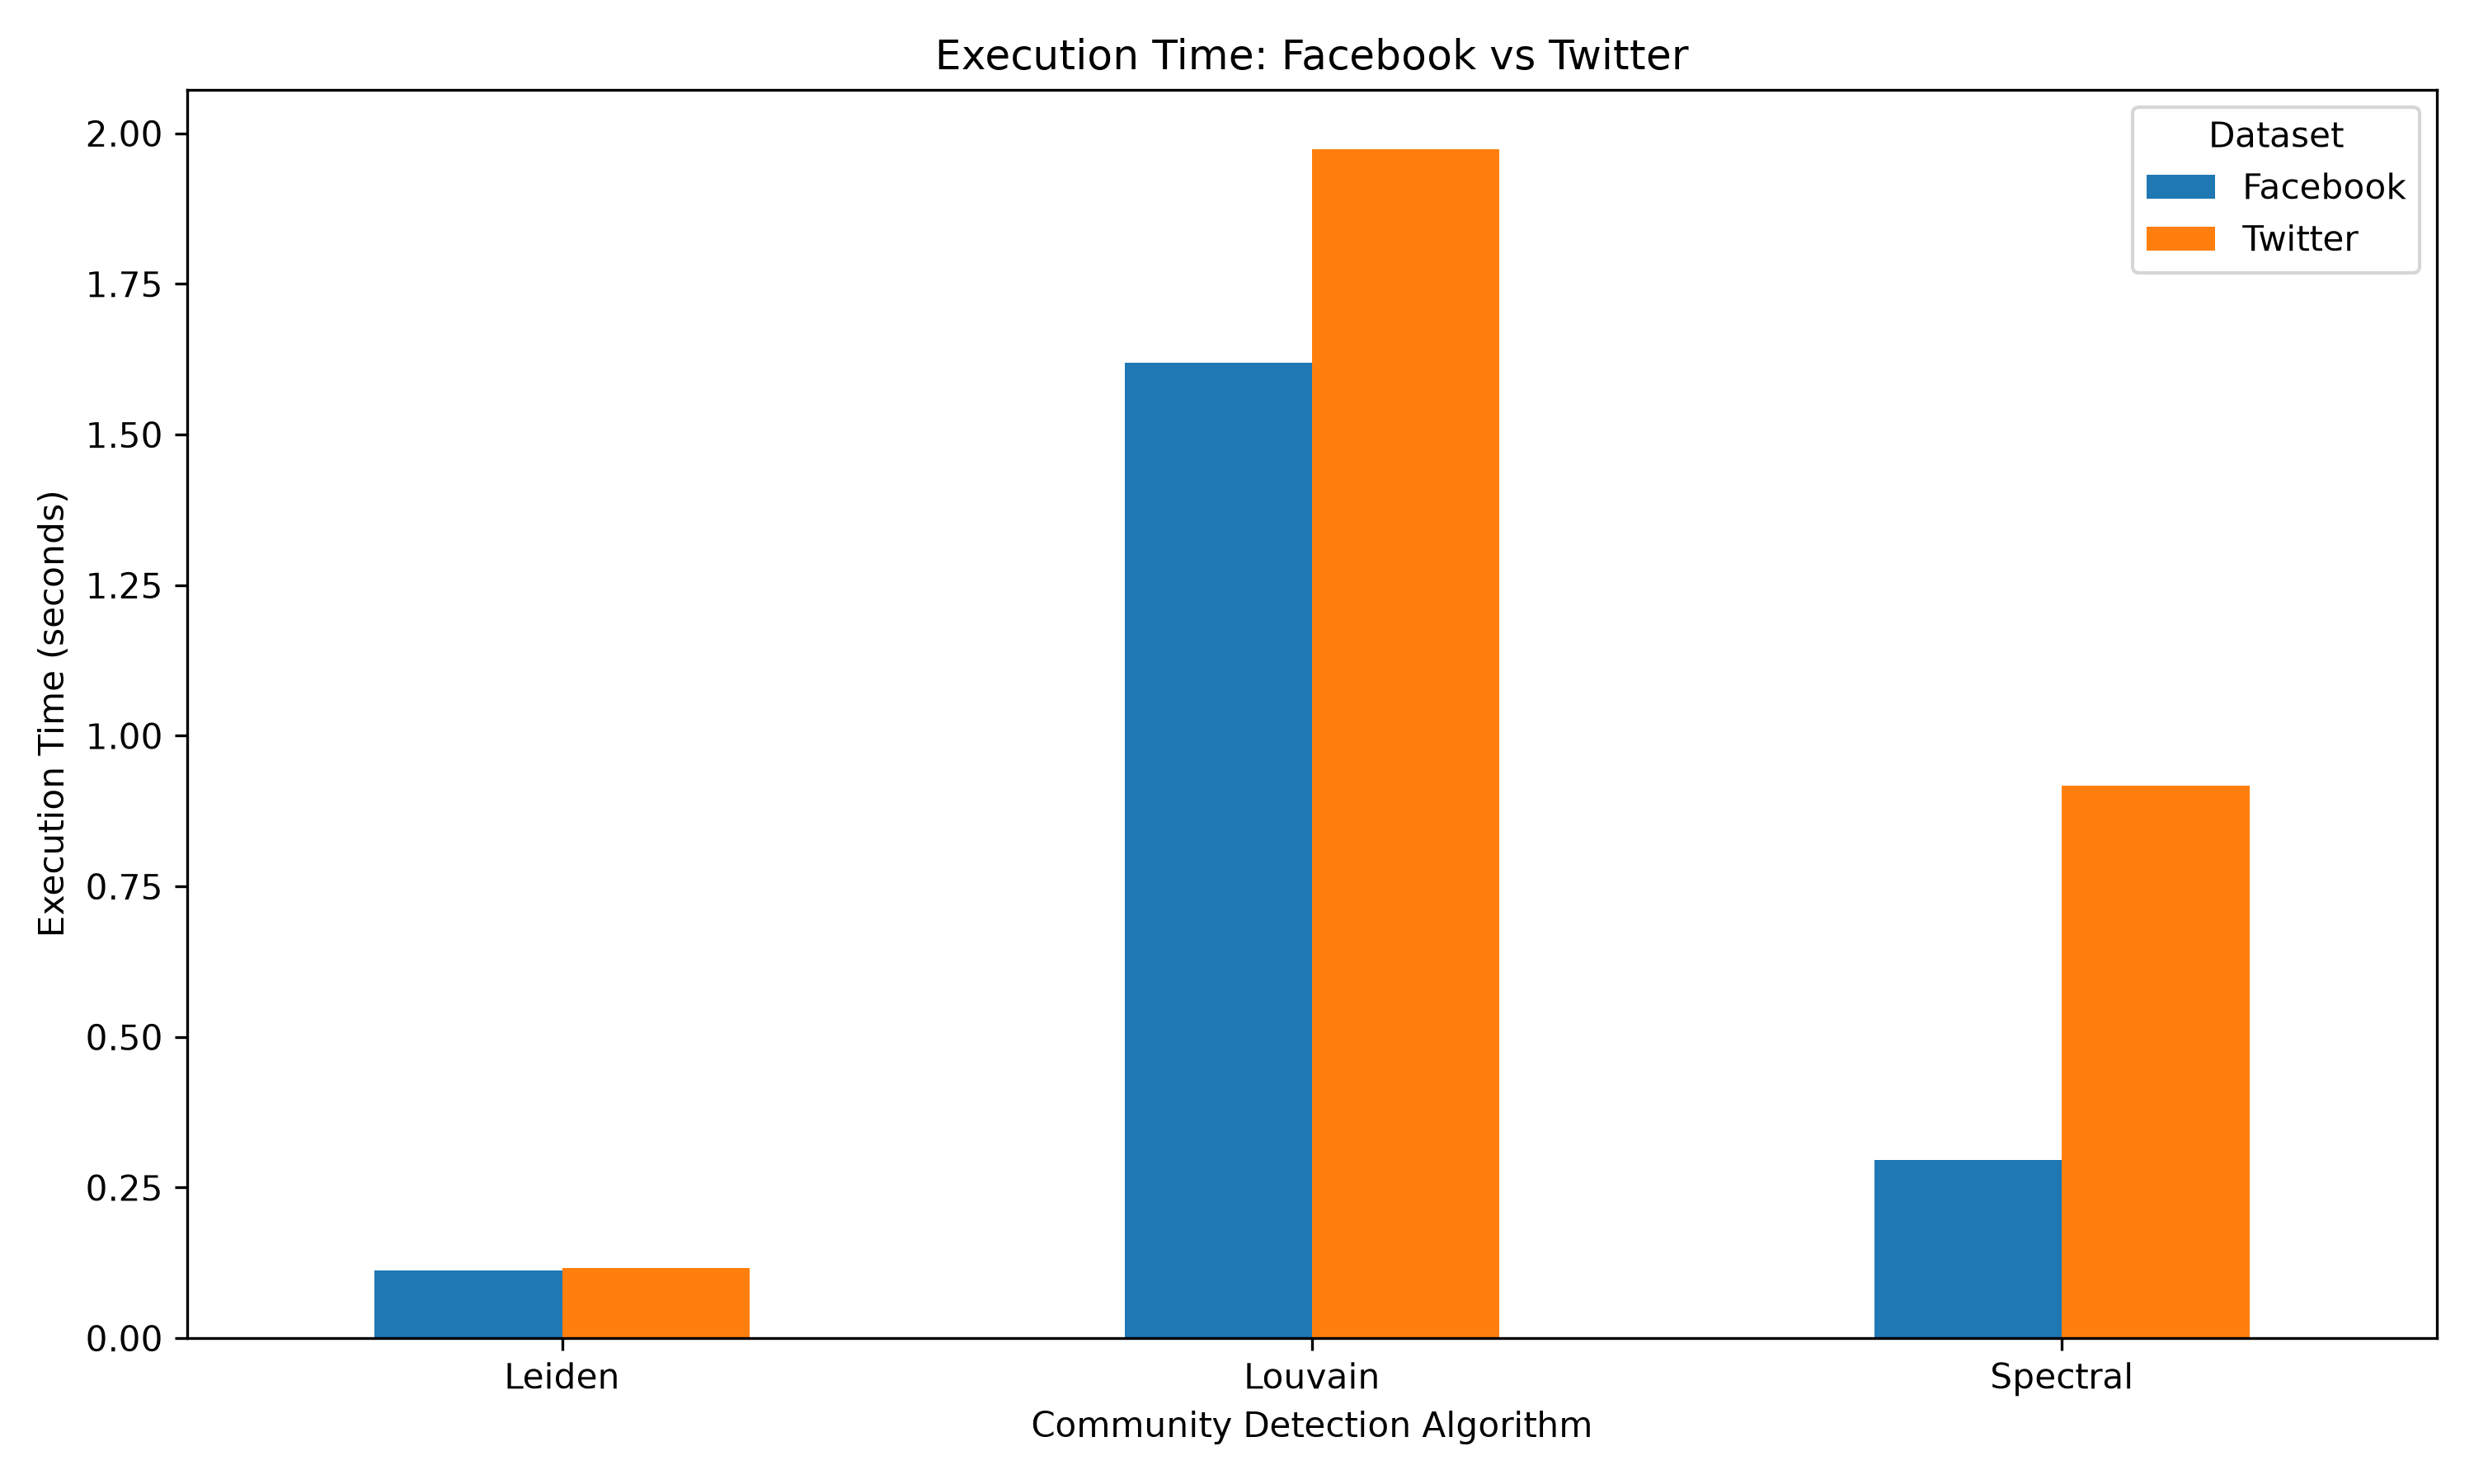 Execution Time: Facebook vs Twitter
Dataset
Facebook
Twitter
Execution Time (seconds)
2.00
1.75
1.50
1.25
1.00
0.75
0.50
0.25
0.00
Leiden Louvain Spectral
Community Detection Algorithm